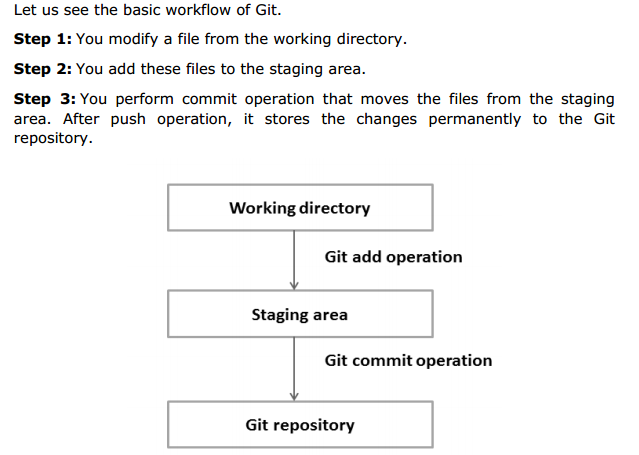 Let us see the basic workflow of Git.
Step 1: You modify a file from the working directory.
Step 2: You add these files to the staging area.
Step 3: You perform commit operation that moves the files from the staging
area. After push operation, it stores the changes permanently to the Git
repository.
Working directory
Git add operation
Staging area
Git commit operation
Git repository